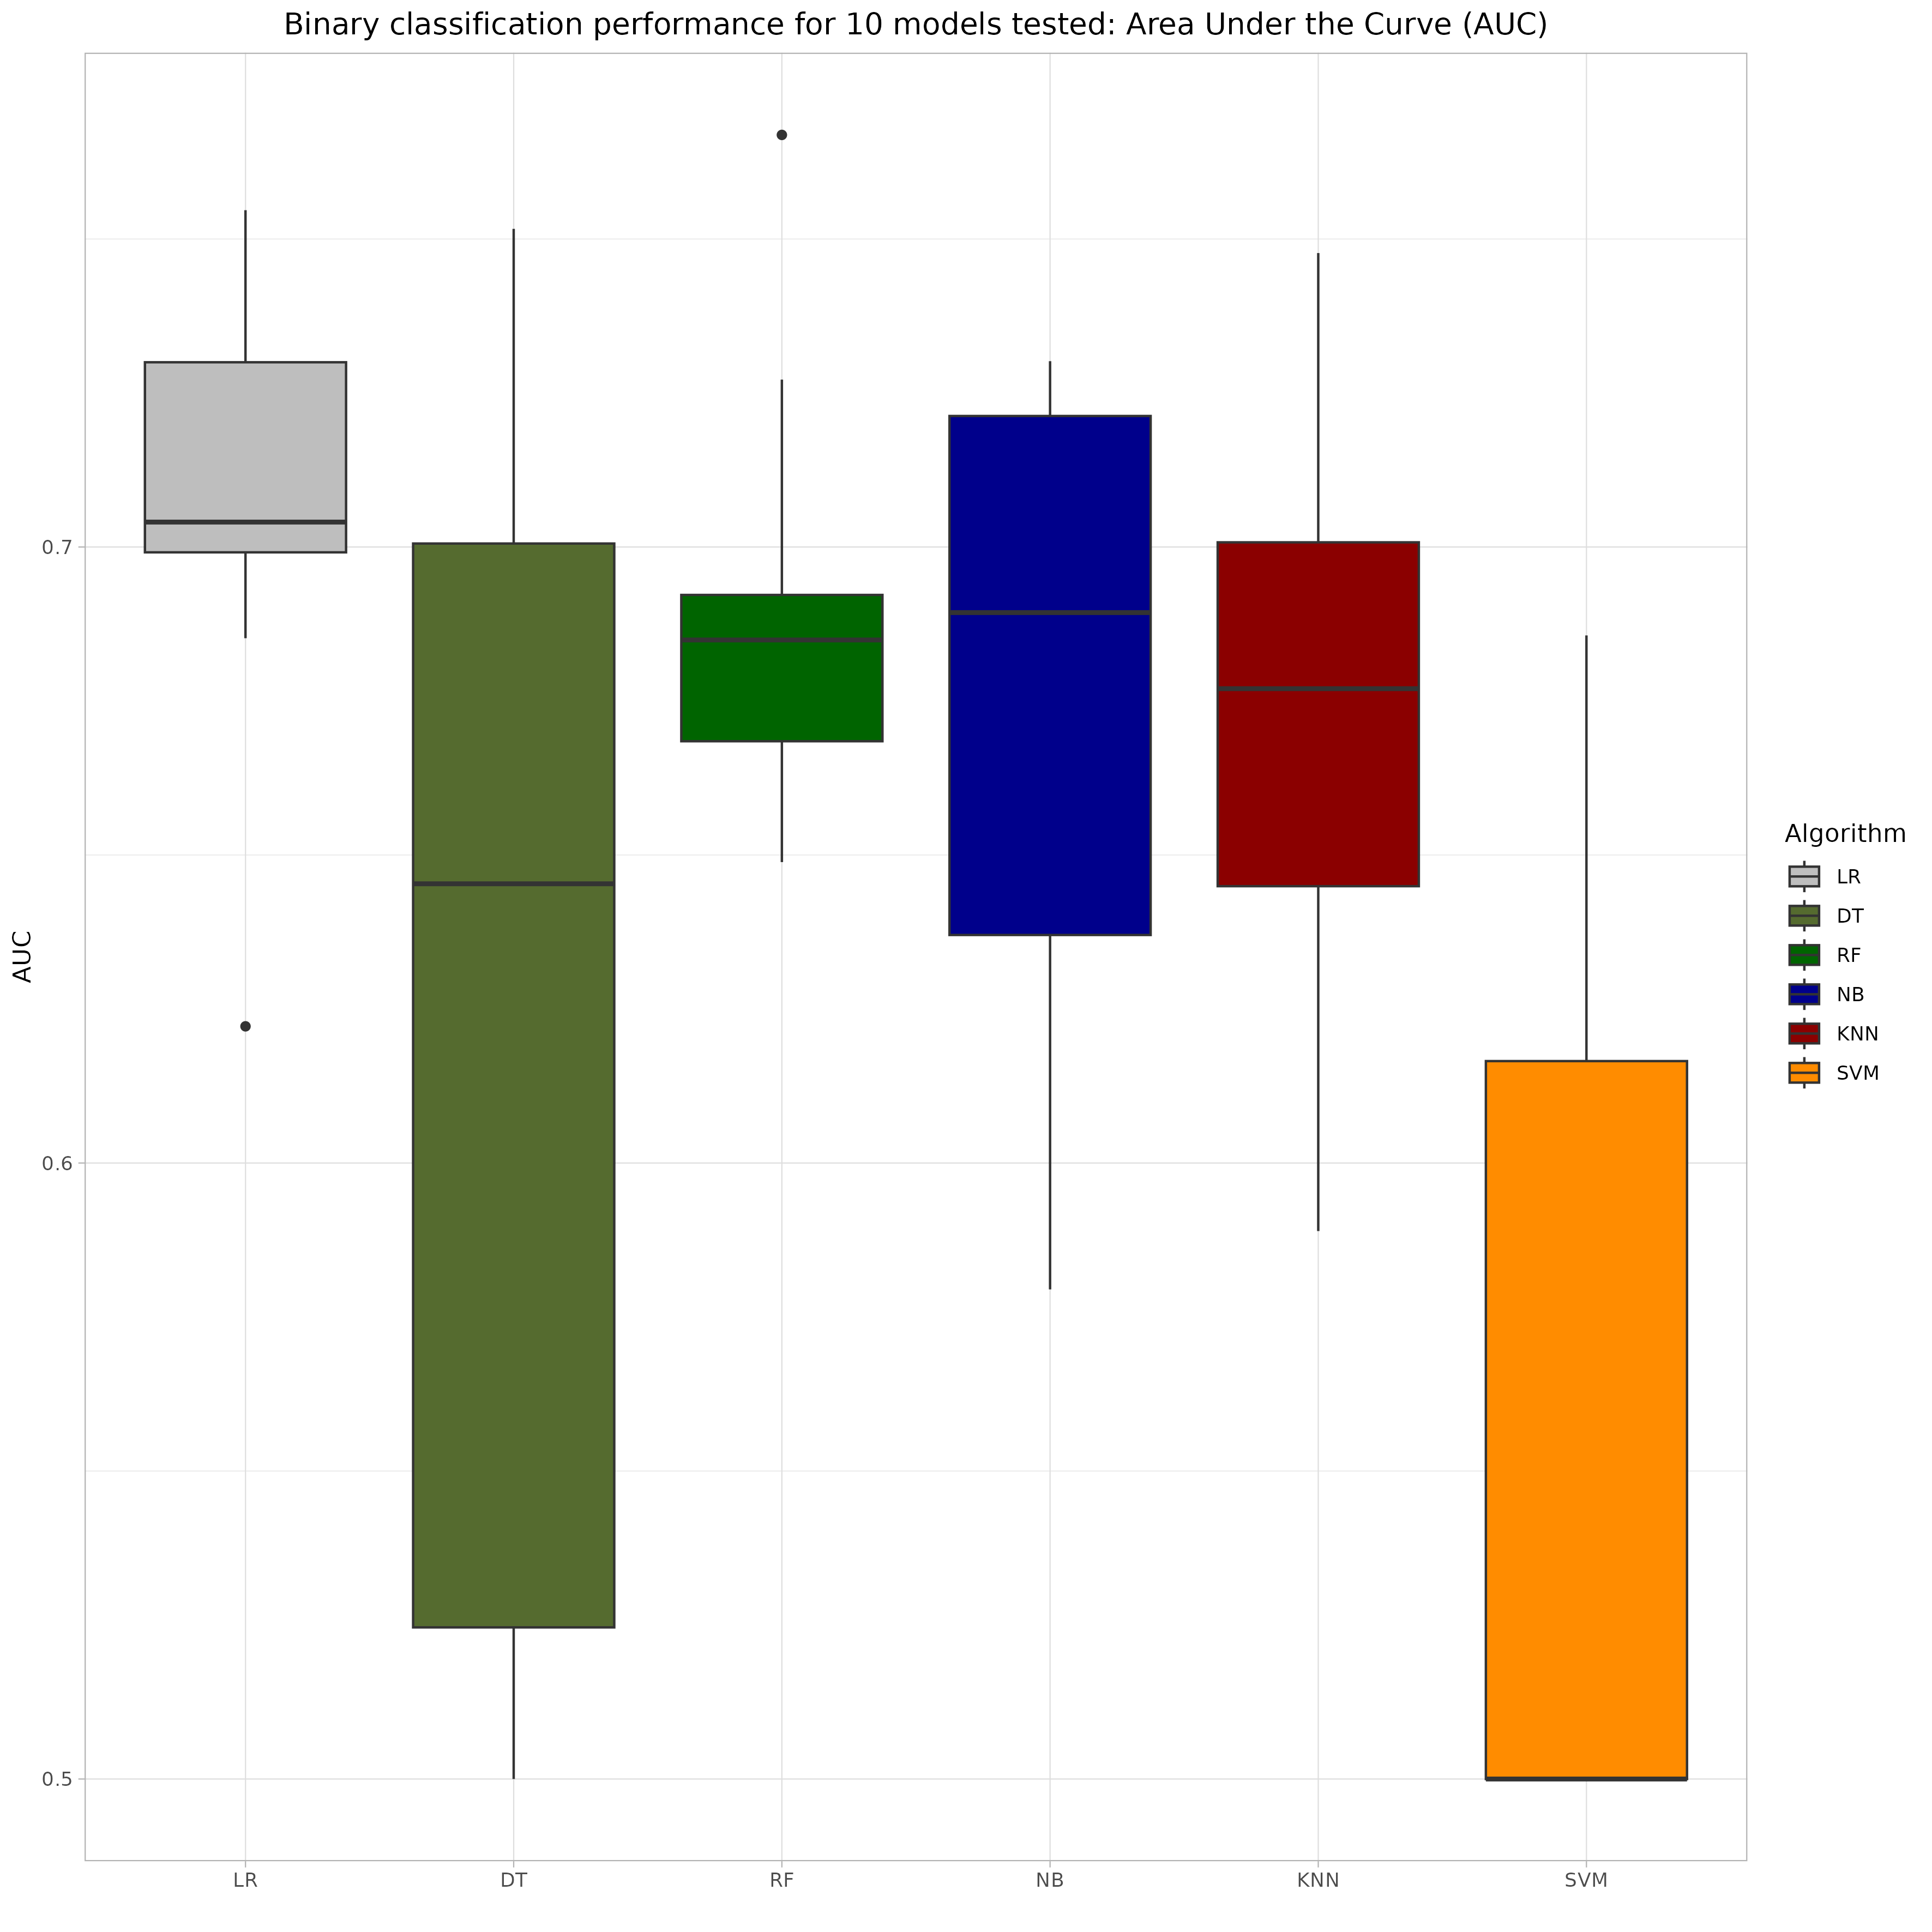 Binary classification performance for 10 models tested: Area Under the Curve (AUC)
AUC
0.7
0.6
0.5
LR
DT
RF
NB
KNN
SVM
Algorithm
LR
DT
RF
NB
KNN
SVM